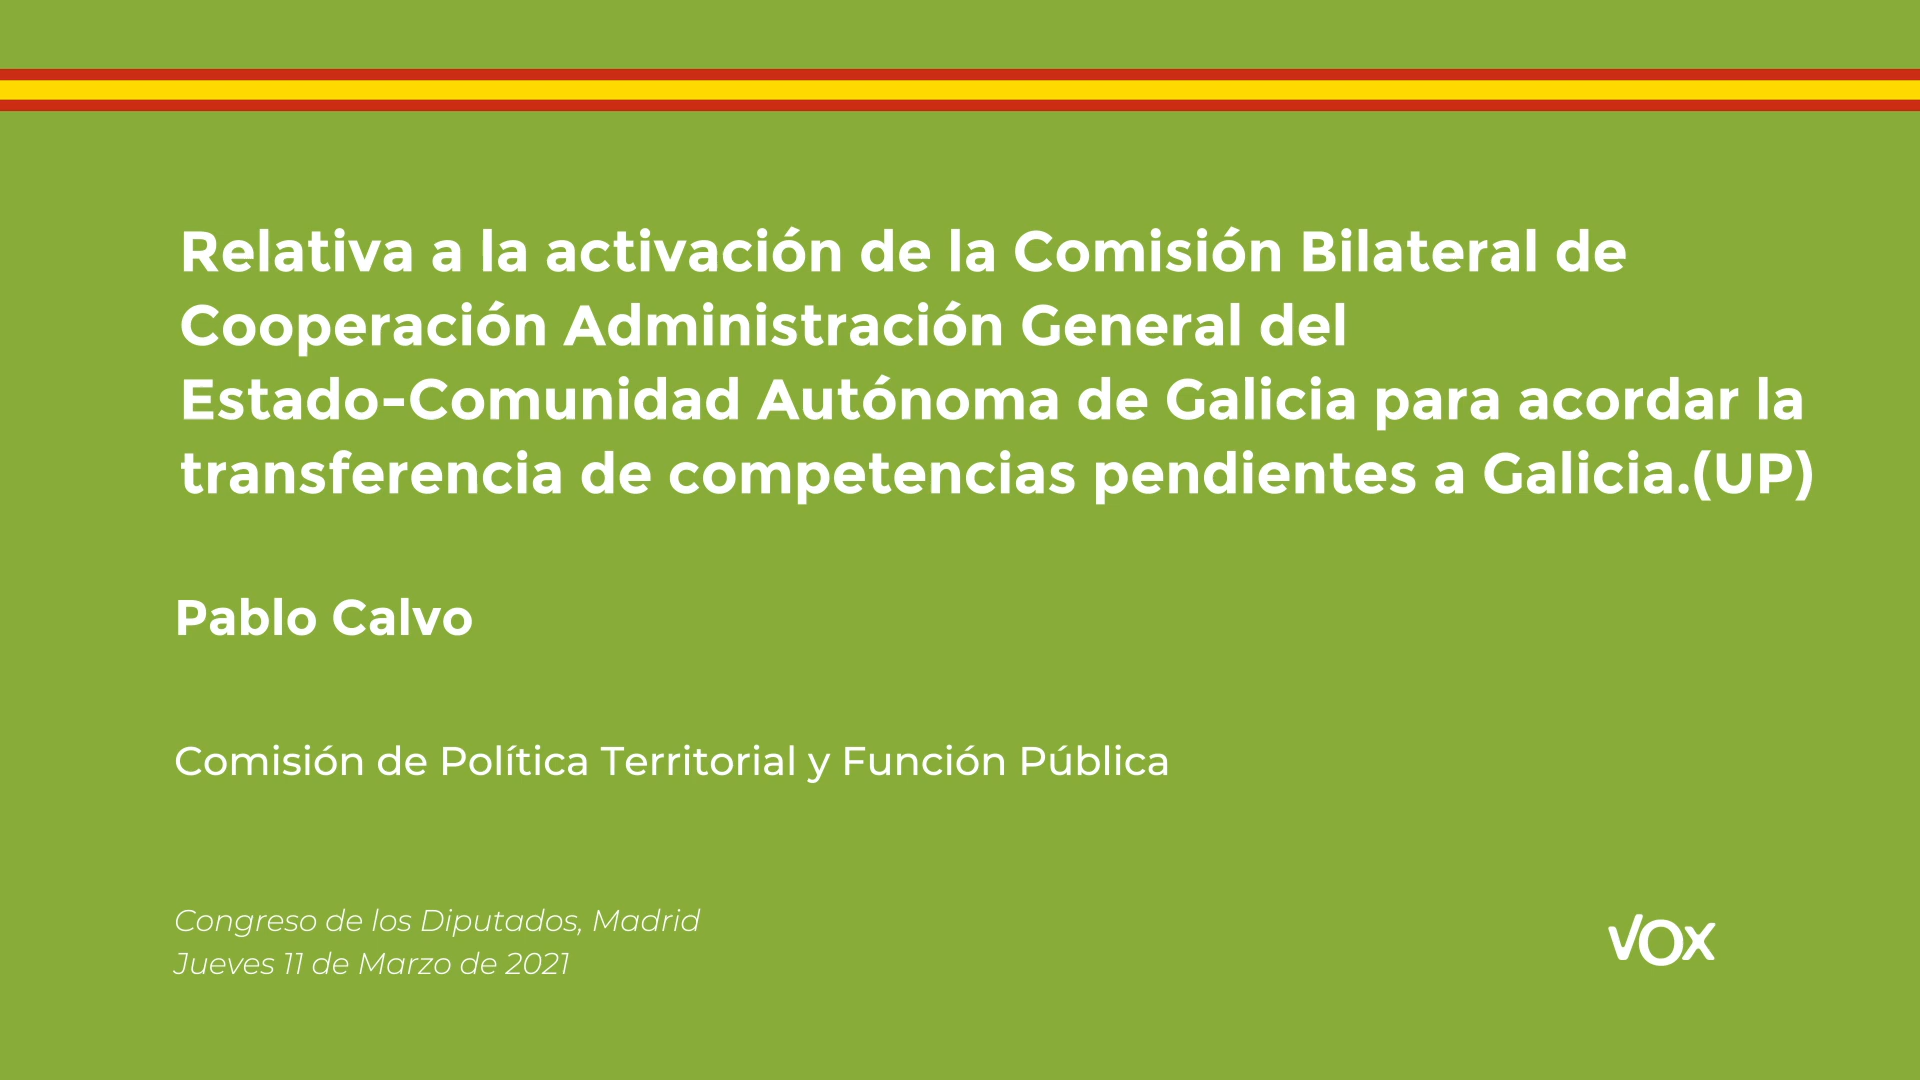 Relativa a la activación de la Comisión Bilateral de
Cooperación Administración General del
Estado-Comunidad Autónoma de Galicia para acordar la
transferencia de competencias pendientes a Galicia.(UP)
Pablo Calvo
Comisión de Política Territorial y Función Pública
Congreso de los Diputados, Madrid
Jueves 11 de Marzo de 2021
VOX